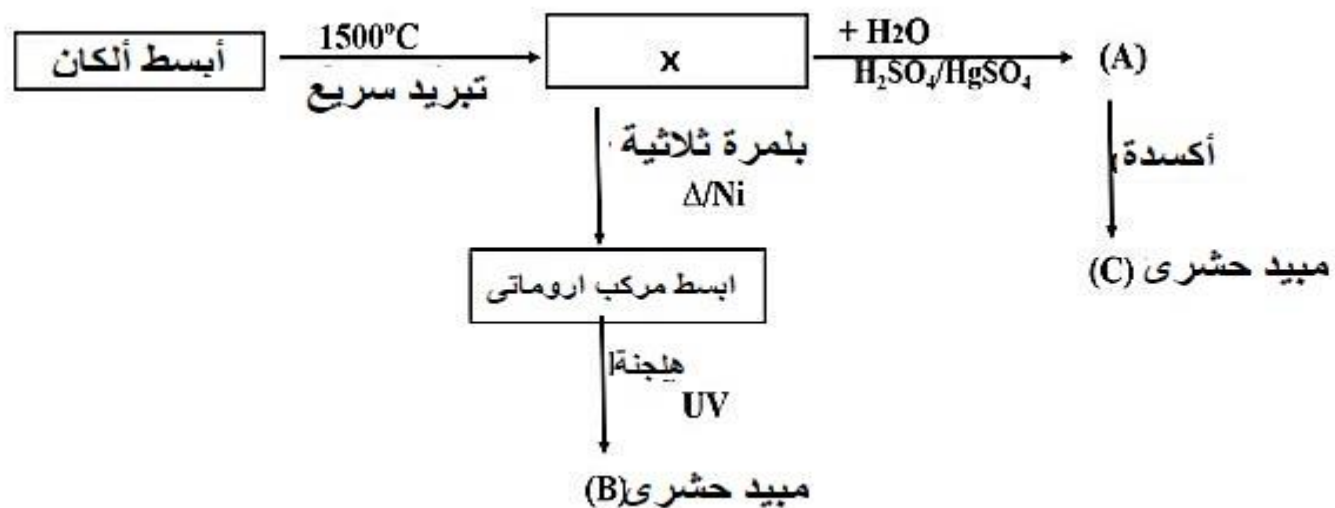 أبسط ألكان
1500ºC
تبريد سريع
X
+ H2O
H₂SO₄/HgSO₄
(A)
بلمرة ثلاثية
Δ/Ni
أكسدة
ابسط مركب اروماتى
(C) مبيد حشرى
هلجنة
UV
(B) مبيد حشرى